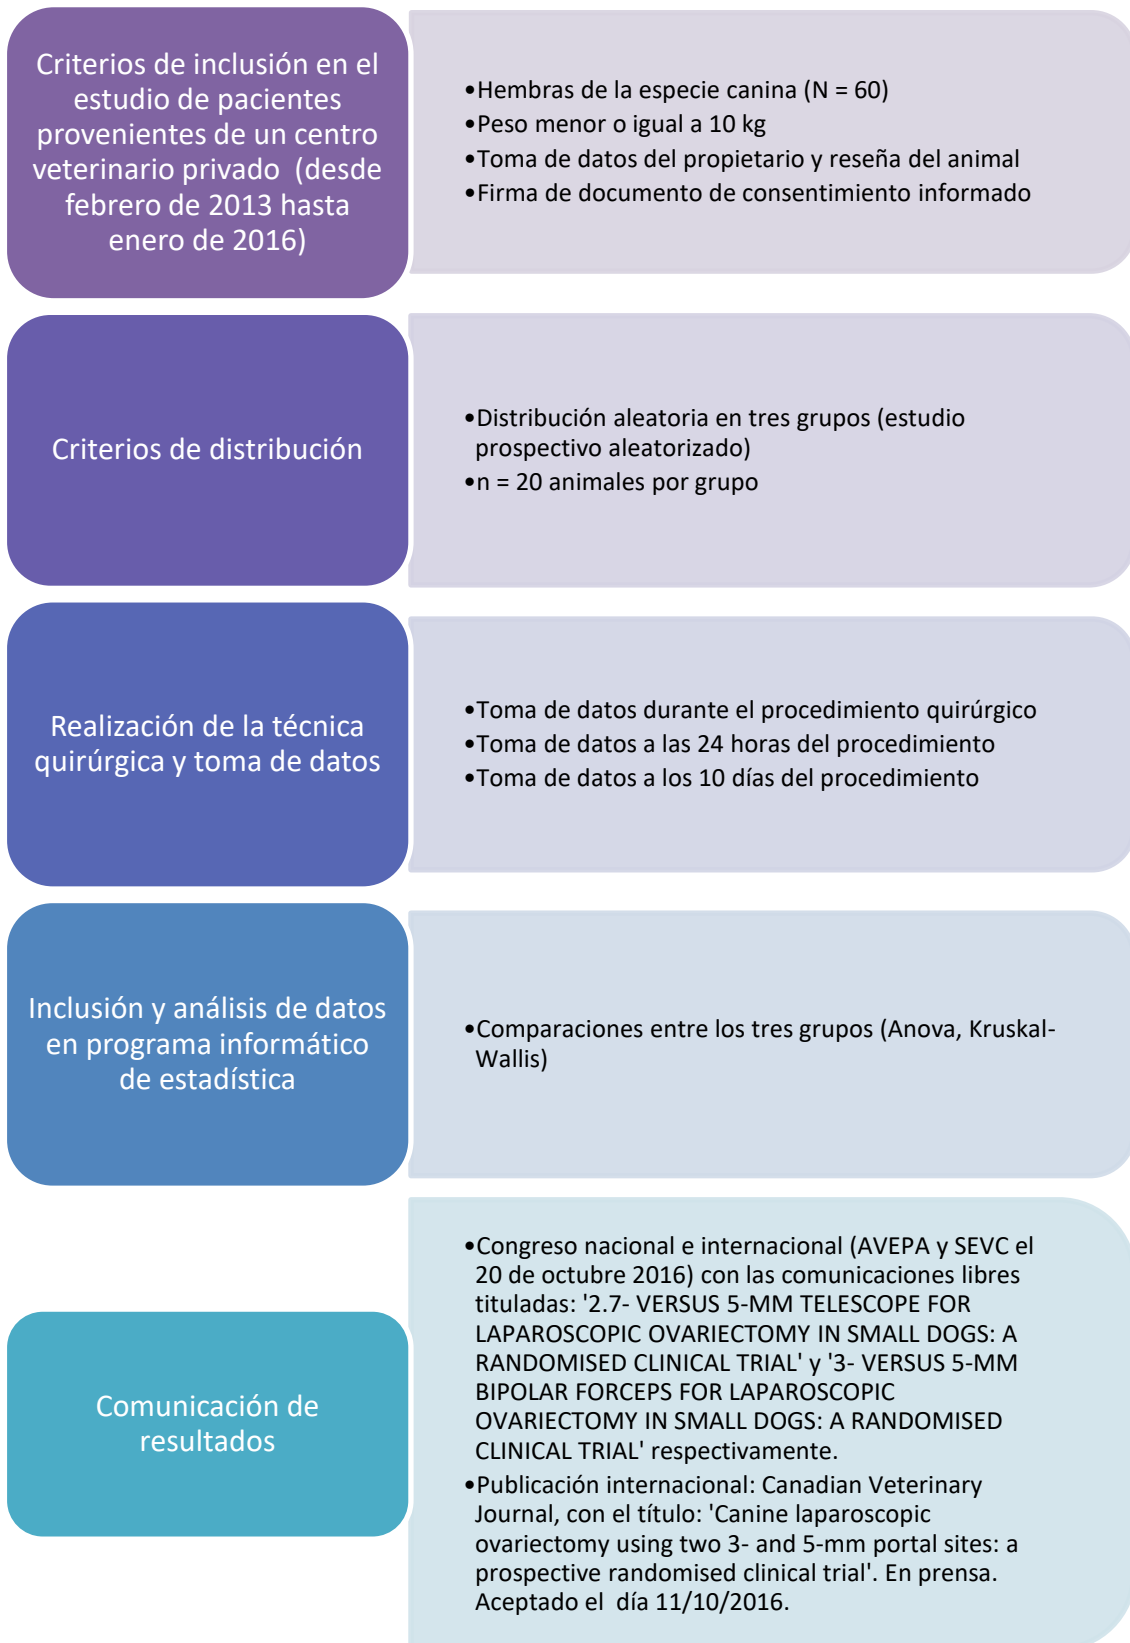 Criterios de inclusión en el
estudio de pacientes
provenientes de un centro
veterinario privado  (desde
febrero de 2013 hasta
enero de 2016)
•Hembras de la especie canina (N = 60)
•Peso menor o igual a 10 kg
•Toma de datos del propietario y reseña del animal
•Firma de documento de consentimiento informado
Criterios de distribución
•Distribución aleatoria en tres grupos (estudio
prospectivo aleatorizado)
•n = 20 animales por grupo
Realización de la técnica
quirúrgica y toma de datos
•Toma de datos durante el procedimiento quirúrgico
•Toma de datos a las 24 horas del procedimiento
•Toma de datos a los 10 días del procedimiento
Inclusión y análisis de datos
en programa informático
de estadística
•Comparaciones entre los tres grupos (Anova, Kruskal-
Wallis)
Comunicación de
resultados
•Congreso nacional e internacional (AVEPA y SEVC el
20 de octubre 2016) con las comunicaciones libres
tituladas: '2.7- VERSUS 5-MM TELESCOPE FOR
LAPAROSCOPIC OVARIECTOMY IN SMALL DOGS: A
RANDOMISED CLINICAL TRIAL' y '3- VERSUS 5-MM
BIPOLAR FORCEPS FOR LAPAROSCOPIC
OVARIECTOMY IN SMALL DOGS: A RANDOMISED
CLINICAL TRIAL' respectivamente.
•Publicación internacional: Canadian Veterinary
Journal, con el título: 'Canine laparoscopic
ovariectomy using two 3- and 5-mm portal sites: a
prospective randomised clinical trial'. En prensa.
Aceptado el  día 11/10/2016.